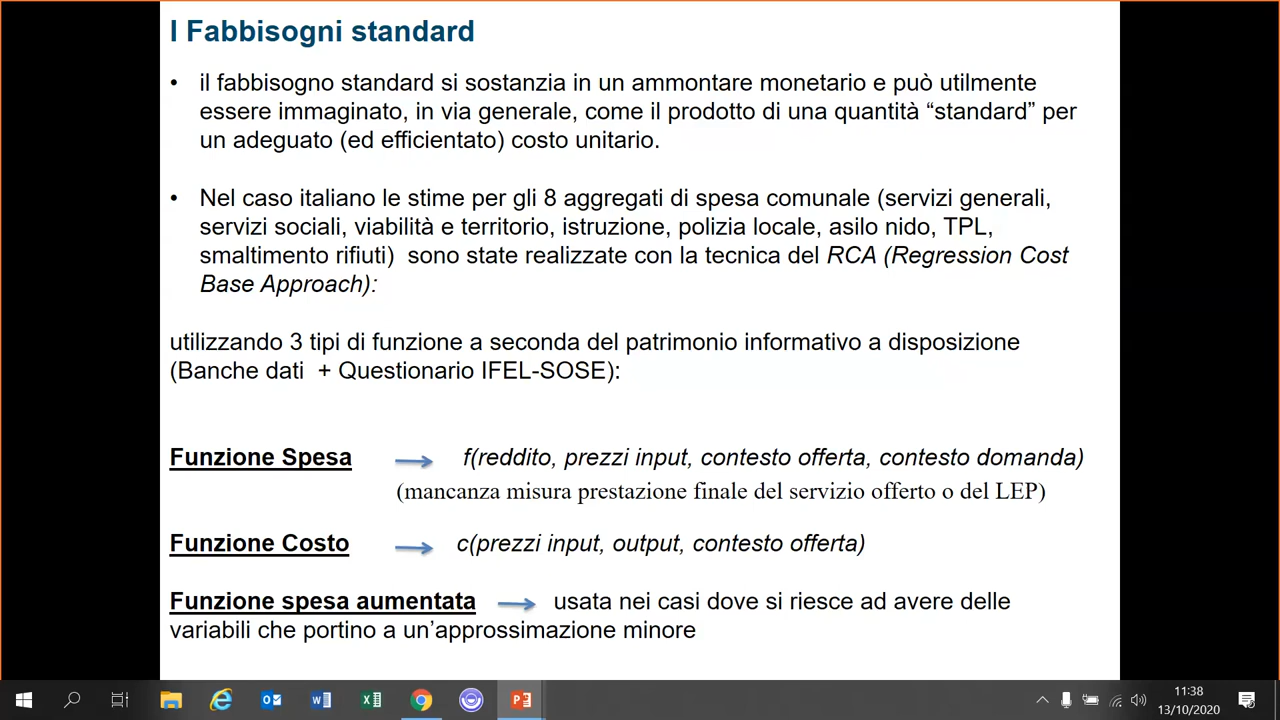 I Fabbisogni standard
• il fabbisogno standard si sostanzia in un ammontare monetario e può utilmente
essere immaginato, in via generale, come il prodotto di una quantità “standard” per
un adeguato (ed efficientato) costo unitario.
• Nel caso italiano le stime per gli 8 aggregati di spesa comunale (servizi generali,
servizi sociali, viabilità e territorio, istruzione, polizia locale, asilo nido, TPL,
smaltimento rifiuti) sono state realizzate con la tecnica del RCA (Regression Cost
Base Approach):
utilizzando 3 tipi di funzione a seconda del patrimonio informativo a disposizione
(Banche dati + Questionario IFEL-SOSE):
Funzione Spesa f(reddito, prezzi input, contesto offerta, contesto domanda)
(mancanza misura prestazione finale del servizio offerto o del LEP)
Funzione Costo c(prezzi input, output, contesto offerta)
Funzione spesa aumentata usata nei casi dove si riesce ad avere delle
variabili che portino a un’approssimazione minore
11:38
13/10/2020